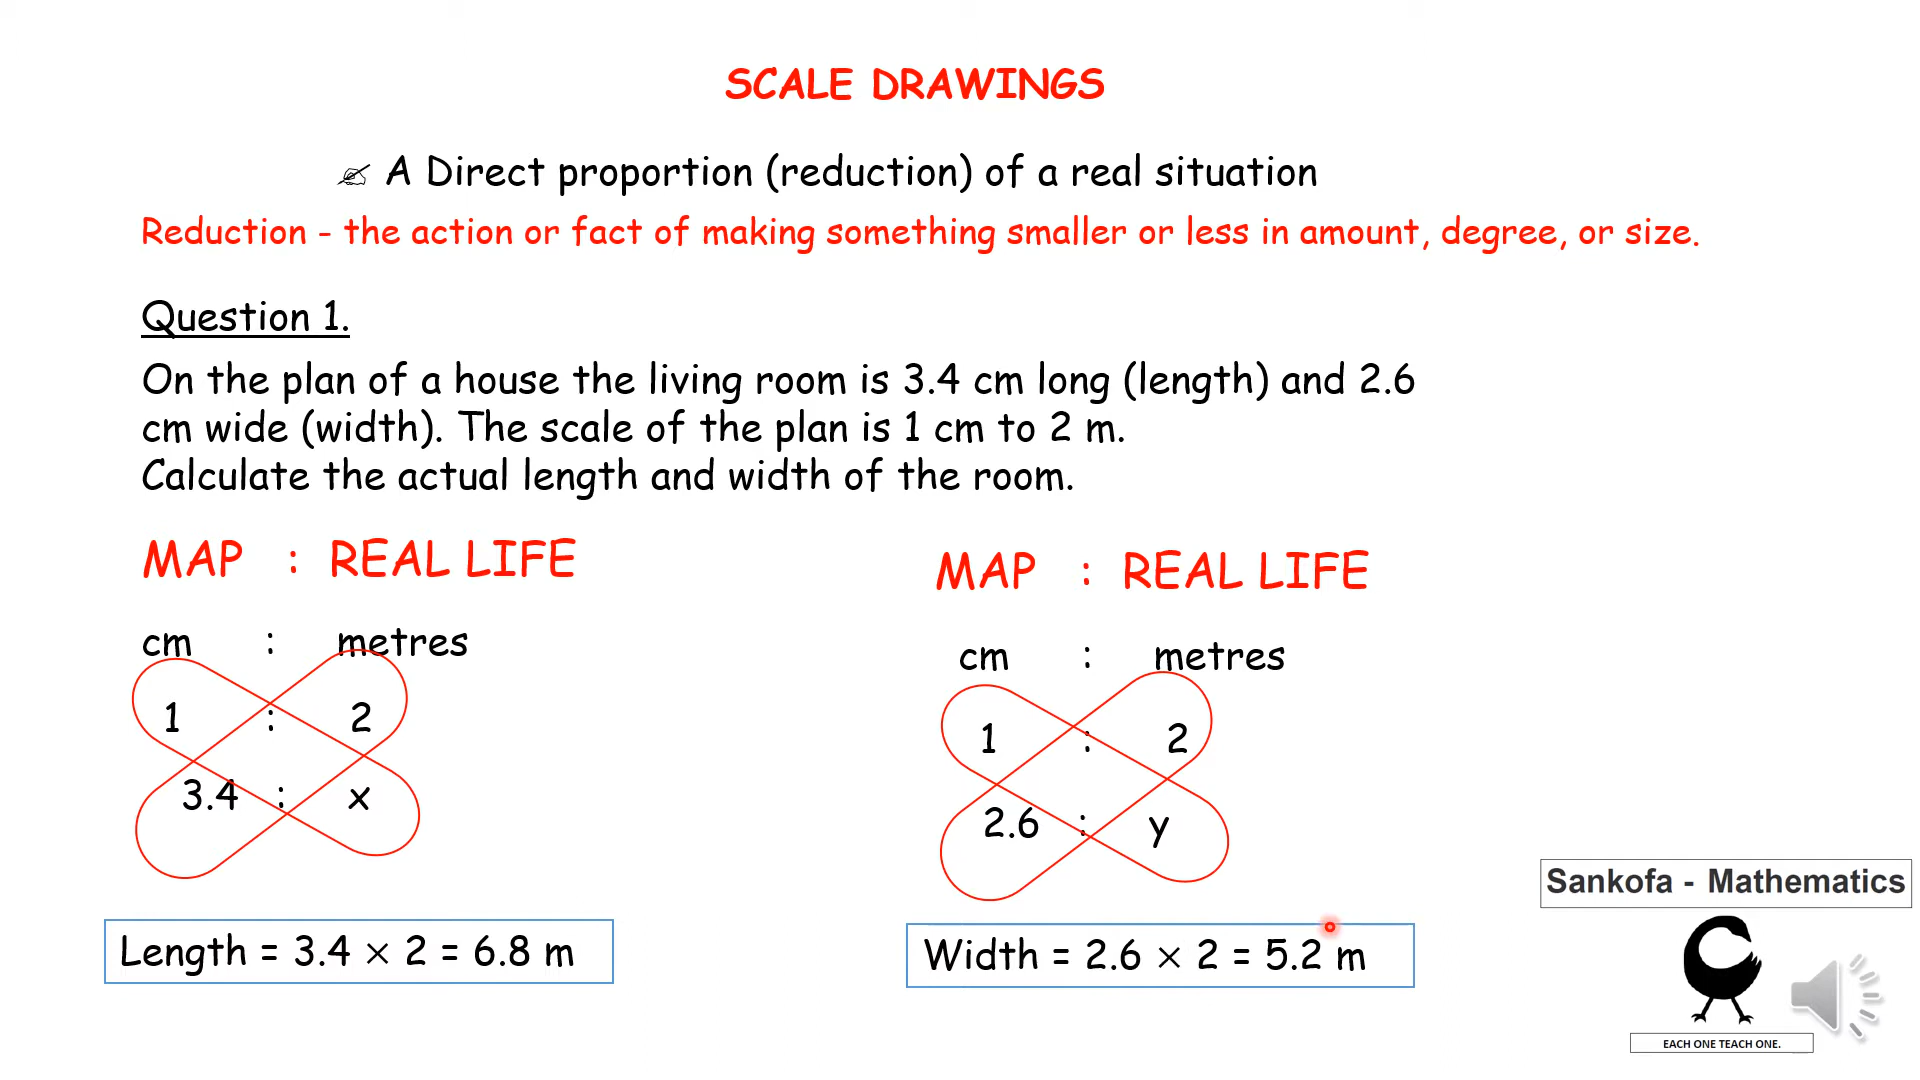 SCALE DRAWINGS
✍ A Direct proportion (reduction) of a real situation
Reduction - the action or fact of making something smaller or less in amount, degree, or size.
Question 1.
On the plan of a house the living room is 3.4 cm long (length) and 2.6
cm wide (width). The scale of the plan is 1 cm to 2 m.
Calculate the actual length and width of the room.
MAP : REAL LIFE
cm : metres
1 : 2
3.4 : x
Length = 3.4 × 2 = 6.8 m
MAP : REAL LIFE
cm : metres
1 : 2
2.6 : y
Width = 2.6 × 2 = 5.2 m
Sankofa - Mathematics
EACH ONE TEACH ONE.